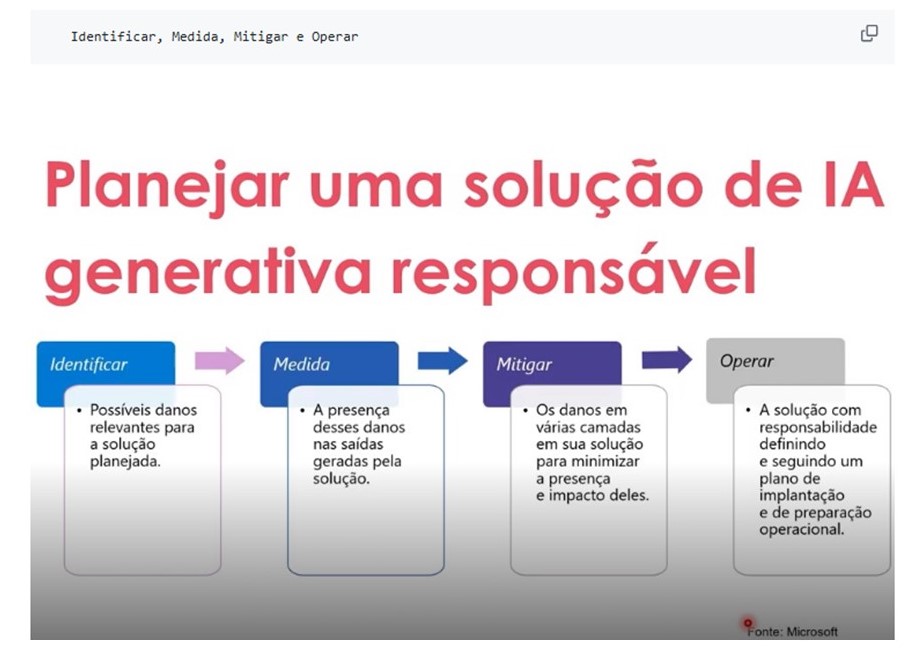 Identificar, Medida, Mitigar e Operar
Planejar uma solução de IA
generativa responsável
Identificar
• Possíveis danos
relevantes para
a solução
planejada.
Medida
• A presença
desses danos
nas saídas
geradas pela
solução.
Mitigar
• Os danos em
várias camadas
em sua solução
para minimizar
a presença
e impacto deles.
Operar
• A solução com
responsabilidade
definindo
e seguindo um
plano de
implantação
e de preparação
operacional.
Fonte: Microsoft